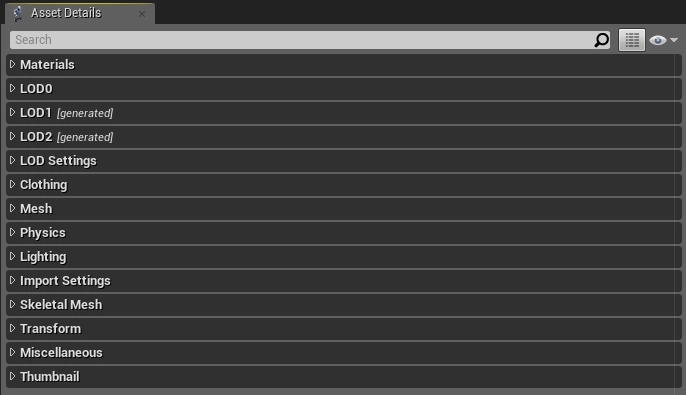 Asset Details
Search
Materials
LOD0
LOD1 [generated]
LOD2 [generated]
LOD Settings
Clothing
Mesh
Physics
Lighting
Import Settings
Skeletal Mesh
Transform
Miscellaneous
Thumbnail